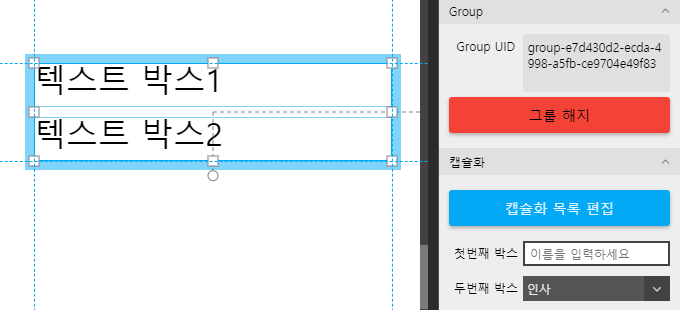 텍스트 박스1
텍스트 박스2
Group
Group UID
group-e7d430d2-ecda-4
998-a5fb-ce9704e49f83
그룹 해지
캡슐화
캡슐화 목록 편집
첫번째 박스
이름을 입력하세요
두번째 박스
인사